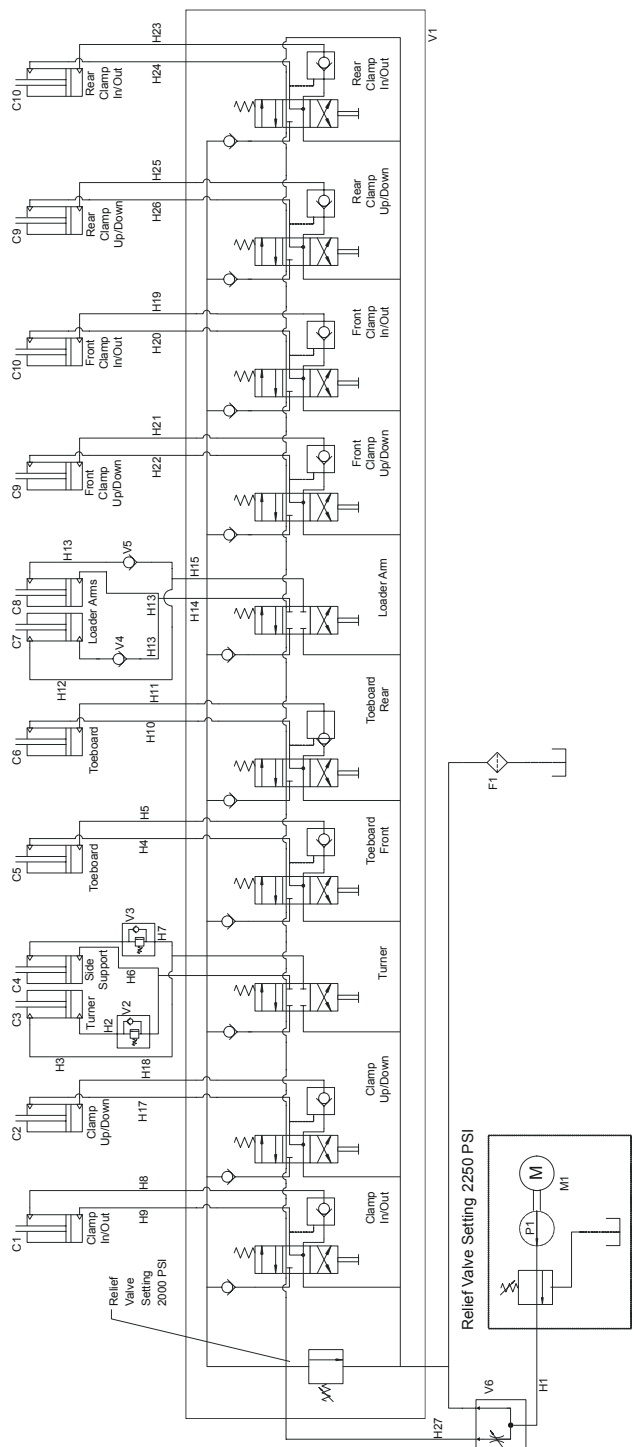 C10
Rear
Clamp
In/Out
H23
H24
Rear
Clamp
In/Out
V1
C9
Rear
Clamp
Up/Down
H25
H26
Rear
Clamp
Up/Down
C10
Front
Clamp
In/Out
H19
H20
Front
Clamp
In/Out
C9
Front
Clamp
Up/Down
H21
H22
Front
Clamp
Up/Down
C8
C7
Loader Arms
H13
V5
H13
V4
H13
H12
H15
H14
Loader Arm
C6
Toeboard
H11
H10
Toeboard
Rear
C5
Toeboard
H5
H4
Toeboard
Front
C4
C3
Side
Support
Turner
V3
H7
H6
H2
V2
H3
H18
Turner
C2
Clamp
Up/Down
H17
Clamp
Up/Down
C1
Clamp
In/Out
H8
H9
Clamp
In/Out
Relief
Valve
Setting
2000 PSI
F1
Relief Valve Setting 2250 PSI
M
M1
P1
H1
V6
H27